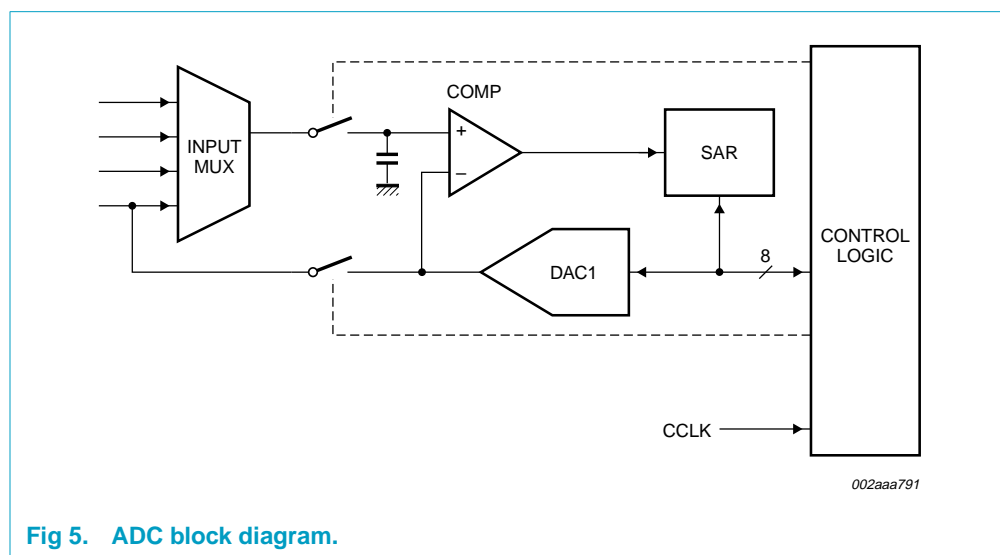 COMP
+
–
INPUT
MUX
SAR
CONTROL
LOGIC
8
DAC1
CCLK
002aaa791
Fig 5. ADC block diagram.